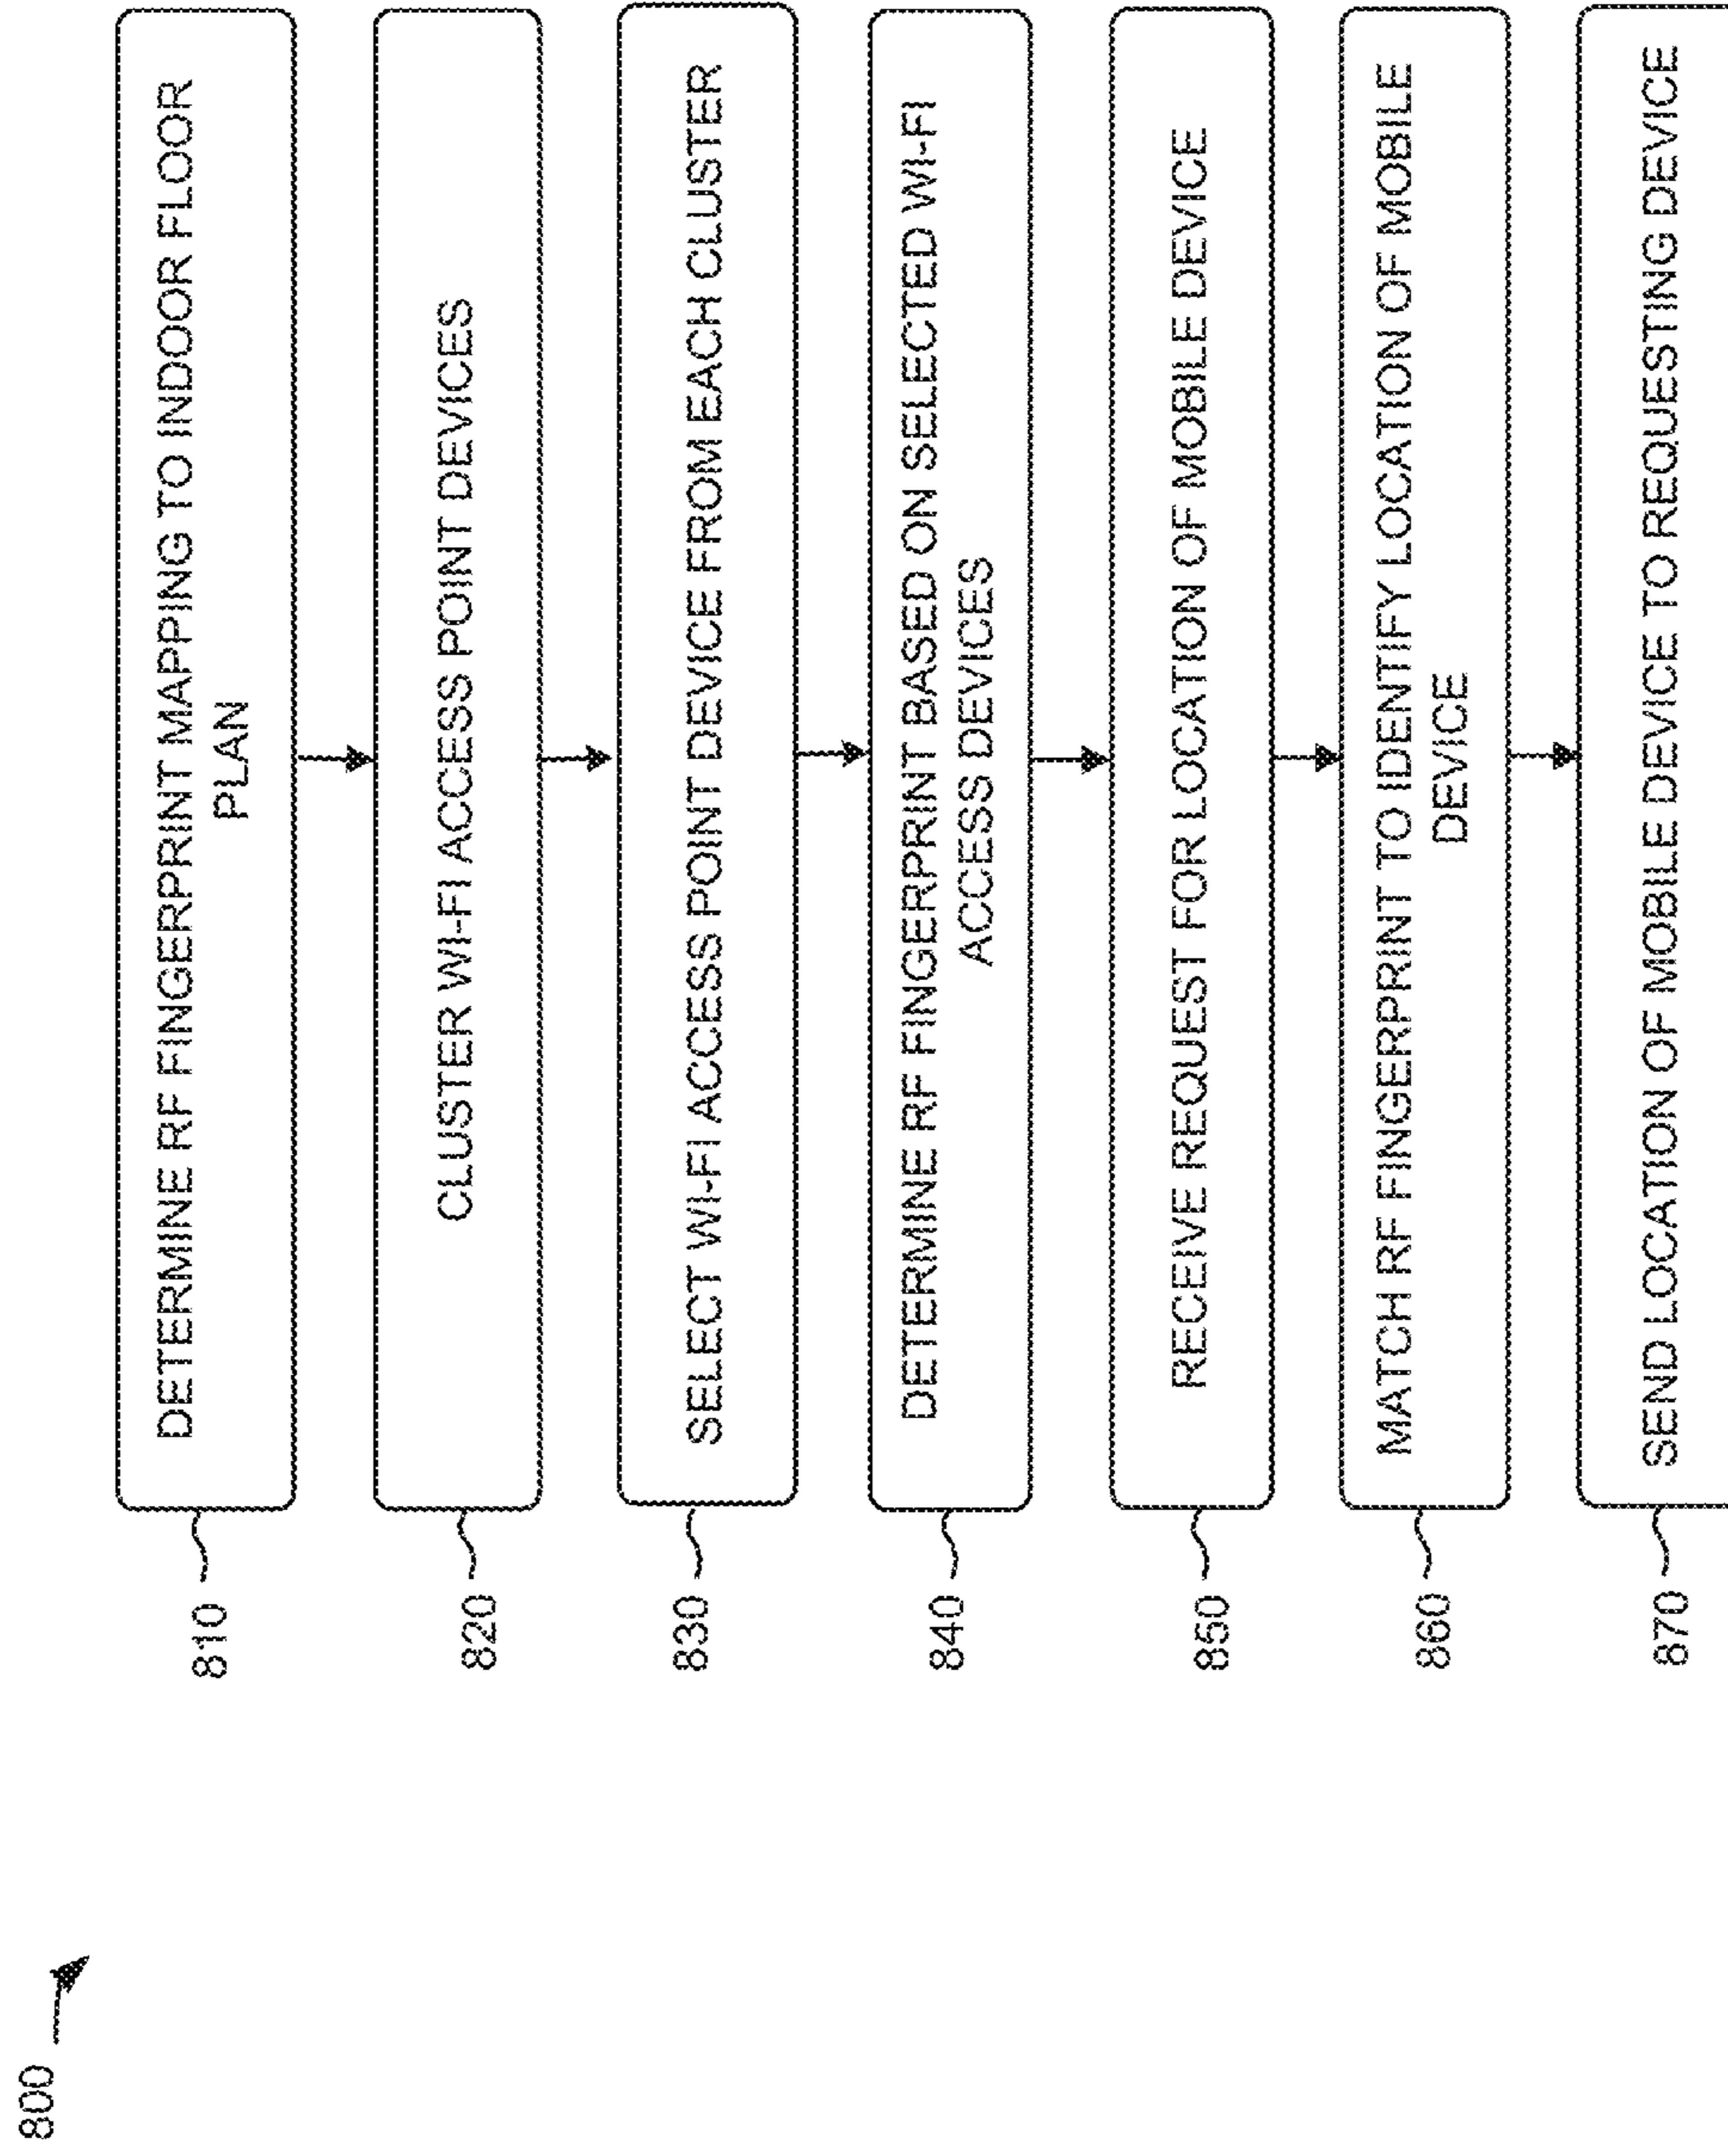 800
810
DETERMINE RF FINGERPRINT MAPPING TO INDOOR FLOOR
PLAN
820
CLUSTER WI-FI ACCESS POINT DEVICES
830
SELECT WI-FI ACCESS POINT DEVICE FROM EACH CLUSTER
840
DETERMINE RF FINGERPRINT BASED ON SELECTED WI-FI
ACCESS DEVICES
850
RECEIVE REQUEST FOR LOCATION OF MOBILE DEVICE
860
MATCH RF FINGERPRINT TO IDENTIFY LOCATION OF MOBILE
DEVICE
870
SEND LOCATION OF MOBILE DEVICE TO REQUESTING DEVICE